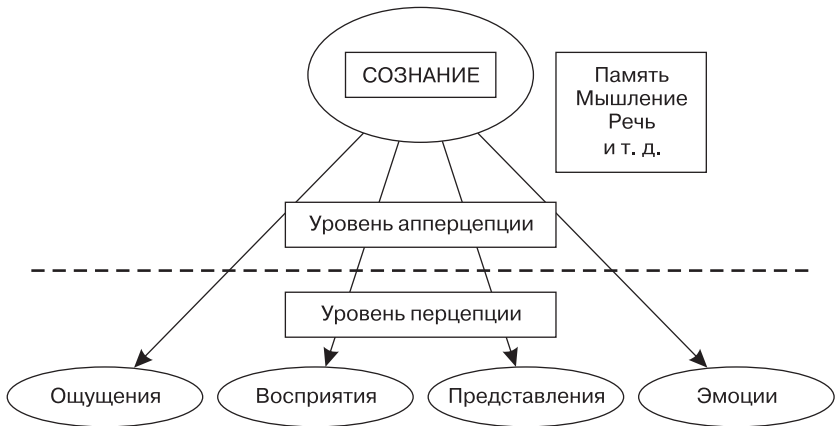 СОЗНАНИЕ
Память
Мышление
Речь
и т. д.
Уровень апперцепции
Уровень перцепции
Ощущения
Восприятия
Представления
Эмоции